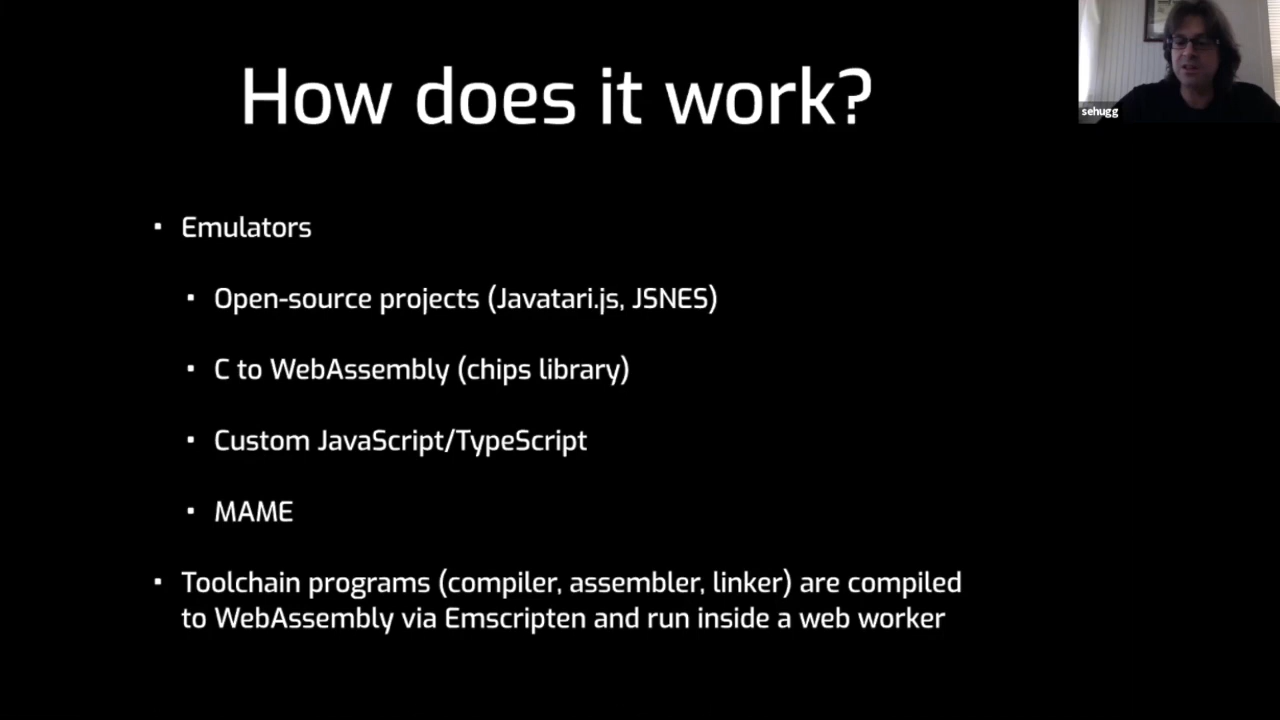 How does it work?
sehugg
▪ Emulators
▪ Open-source projects (Javatari.js, JSNES)
▪ C to WebAssembly (chips library)
▪ Custom JavaScript/TypeScript
▪ MAME
▪ Toolchain programs (compiler, assembler, linker) are compiled
to WebAssembly via Emscripten and run inside a web worker